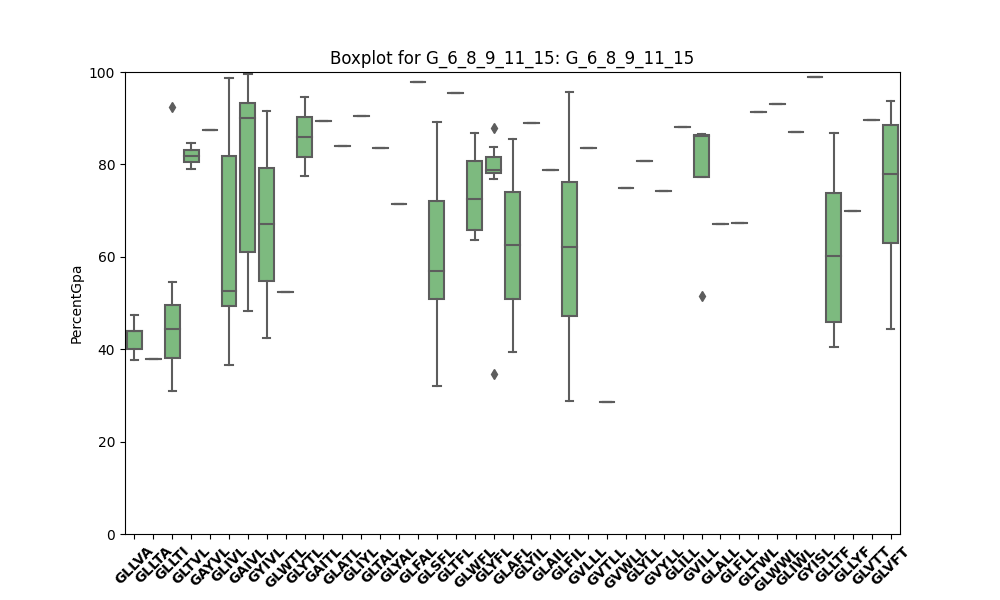 Boxplot for G_6_8_9_11_15: G_6_8_9_11_15
PercentGpa
100
80
60
40
20
0
GLLVA
GLLTA
GLLTI
GLTVL
GAYVL
GLIVL
GAIVL
GYIVL
GLWTL
GLYTL
GAITL
GLATL
GLIYL
GLTAL
GLYAL
GLFAL
GLSFL
GLTFL
GLWFL
GLYFL
GLAFL
GLYIL
GLAIL
GLFIL
GVLLL
GVTLL
GVWLL
GLYLL
GVYLL
GLILL
GVILL
GLALL
GLFLL
GLTWL
GLWWL
GLIWL
GYISL
GLLTF
GLLYF
GLVTT
GLVFT